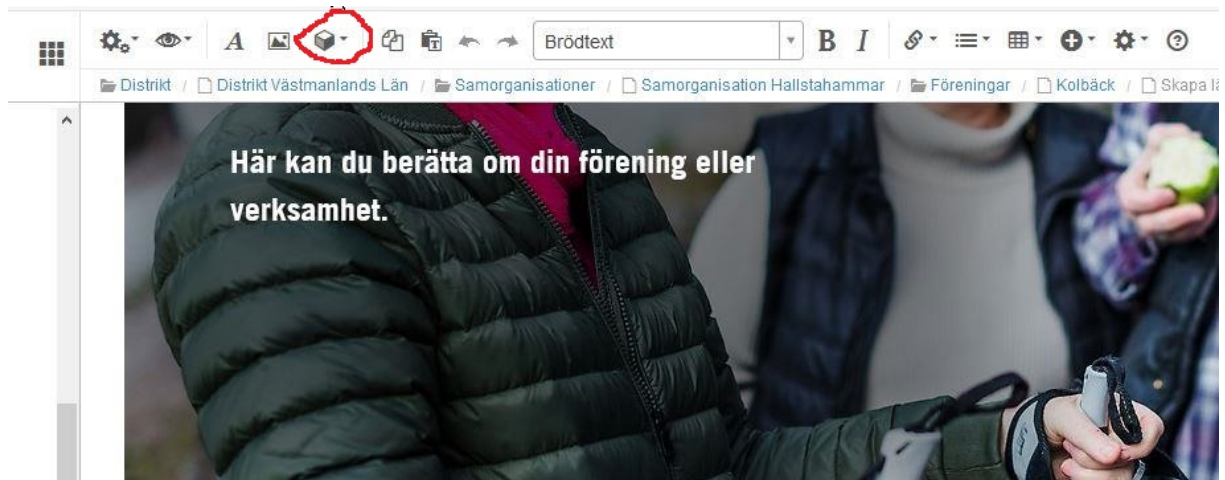 Brödtext
B I
Distrikt / Distrikt Västmanlands Län / Samorganisationer / Samorganisation Hallstahammar / Föreningar / Kolbäck / Skapa
Här kan du berätta om din förening eller
verksamhet.